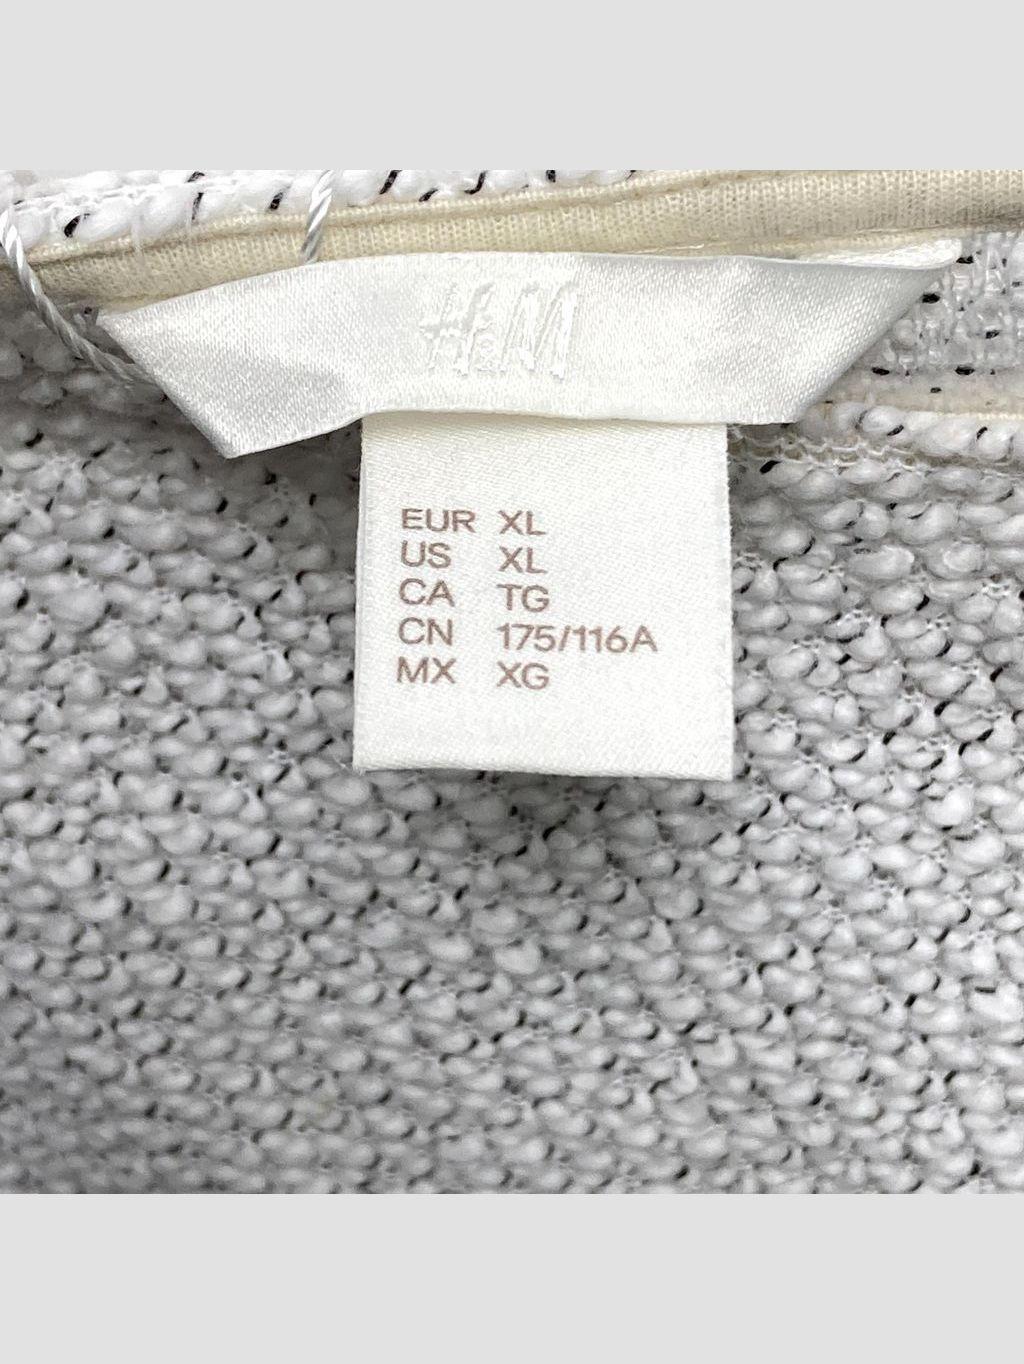 H&M
EUR XL
US XL
CA TG
CN 175/116A
MX XG